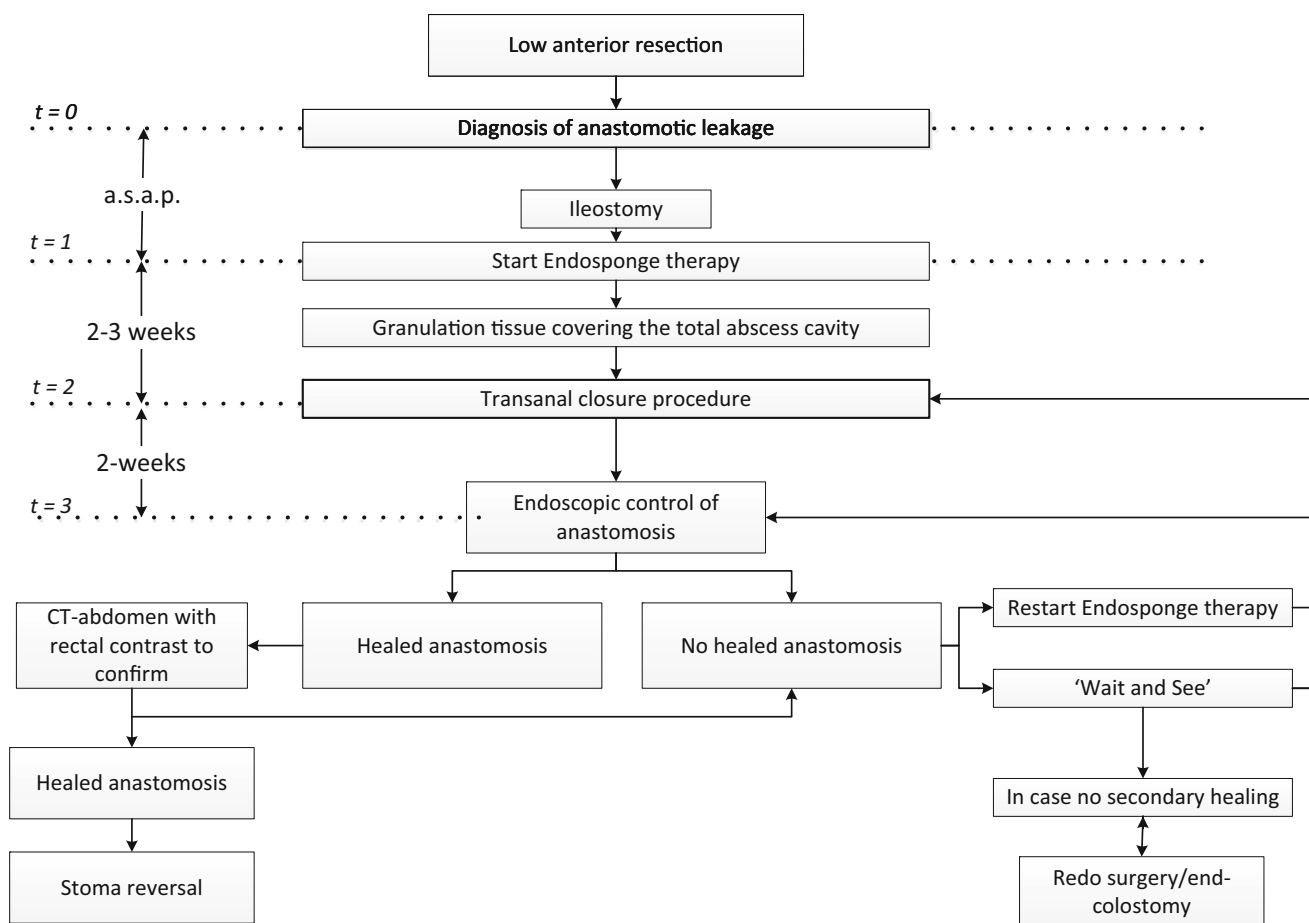 Low anterior resection
t = 0
Diagnosis of anastomotic leakage
a.s.a.p.
Ileostomy
t = 1
Start Endosponge therapy
2-3 weeks
Granulation tissue covering the total abscess cavity
t = 2
Transanal closure procedure
2-weeks
t = 3
Endoscopic control of
anastomosis
CT-abdomen with
rectal contrast to
confirm
Healed anastomosis
No healed anastomosis
Restart Endosponge therapy
‘Wait and See’
Healed anastomosis
In case no secondary healing
Stoma reversal
Redo surgery/end-
colostomy